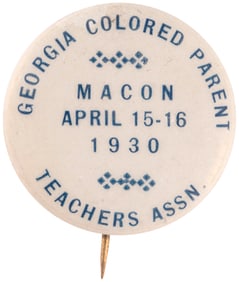 GEORGIA COLORED PARENT
MACON
APRIL 15-16
1930
TEACHERS ASSN.